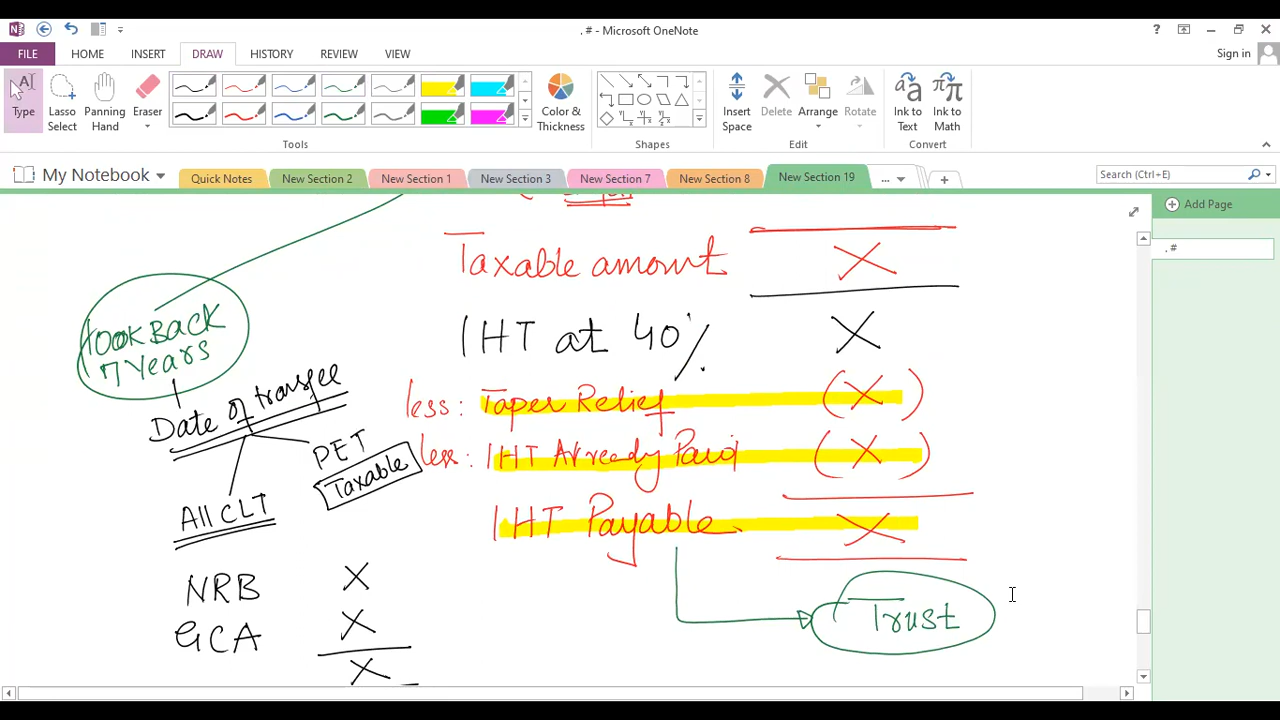 . # - Microsoft OneNote
?
FILE HOME INSERT DRAW HISTORY REVIEW VIEW
Sign in
Type
Lasso Select
Panning Hand
Eraser
Color & Thickness
Insert Space
Delete
Arrange
Rotate
Ink to Text
Ink to Math
Tools
Shapes
Edit
Convert
My Notebook
Quick Notes
New Section 2
New Section 1
New Section 3
New Section 7
New Section 8
New Section 19
...
Search (Ctrl+E)
Add Page
. #
Taxable amount X
IHT at 40% X
less: Taper Relief (X)
less: IHT Already Paid (X)
IHT Payable X
Trust
look Back
7 Years
Date of transfer
PET
Taxable
All CLT
NRB X
GCA X
X